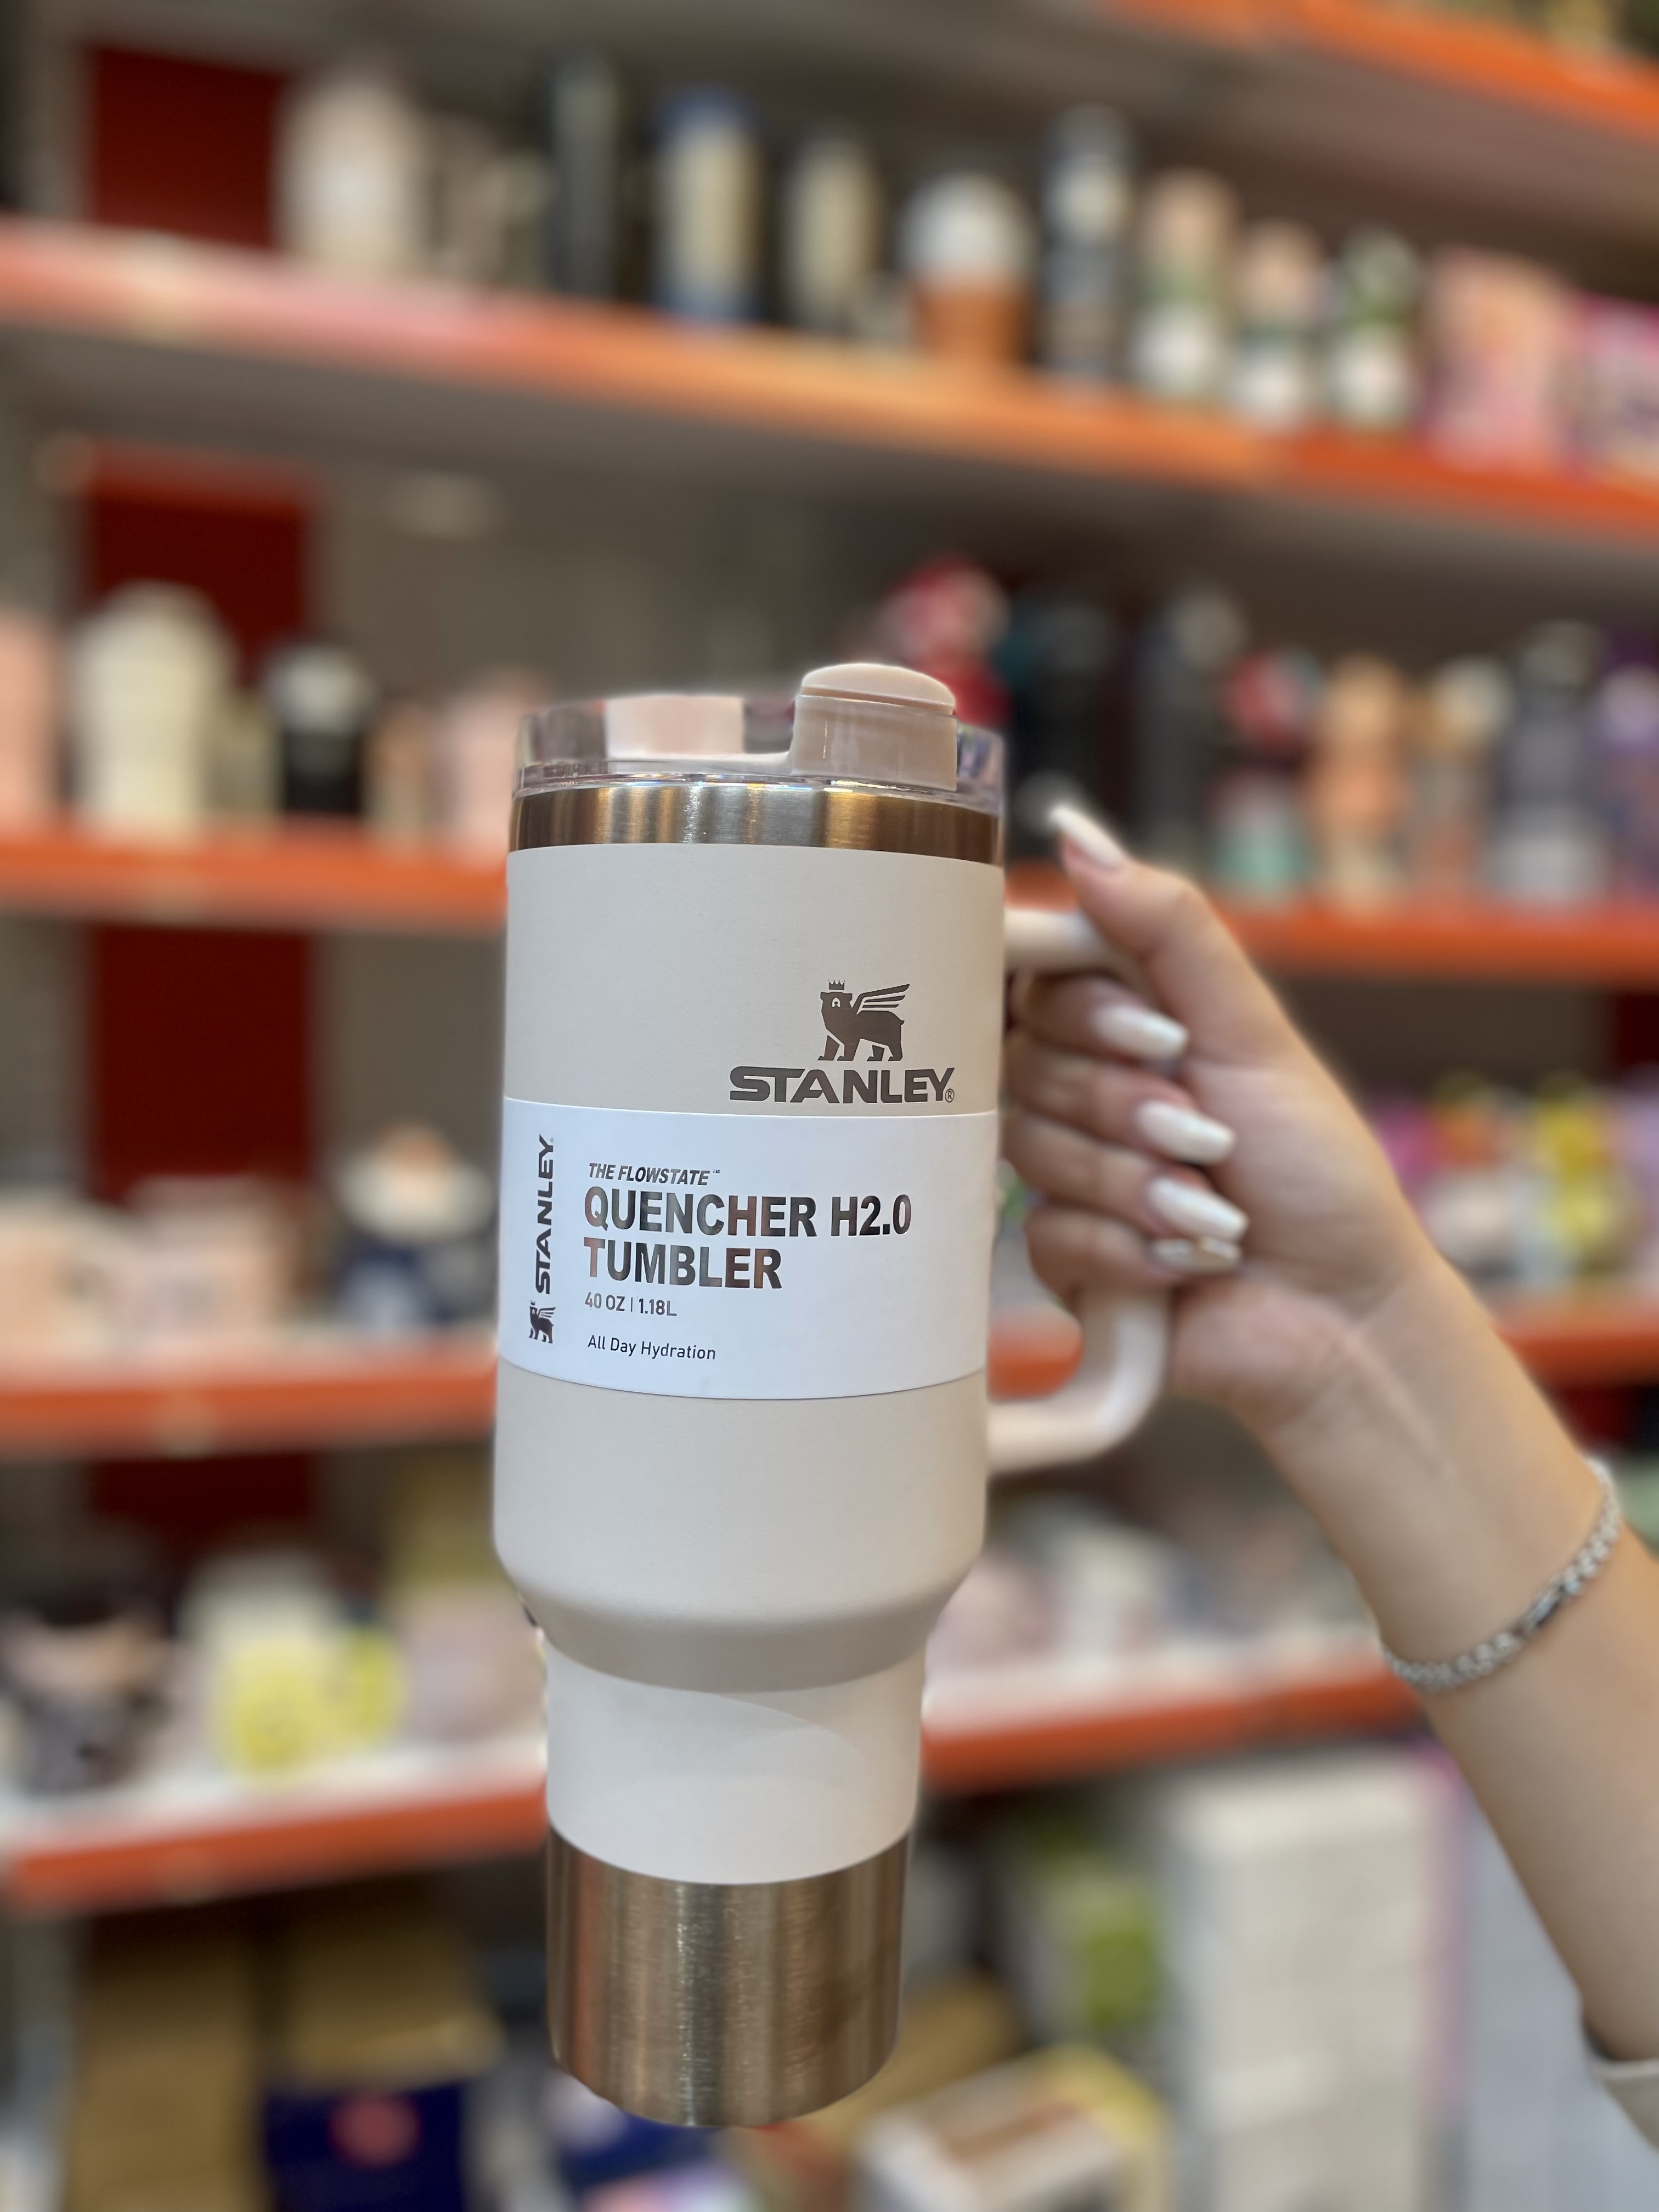 STANLEY®
STANLEY
THE FLOWSTATE™
QUENCHER H2.0
TUMBLER
40 OZ | 1.18L
All Day Hydration